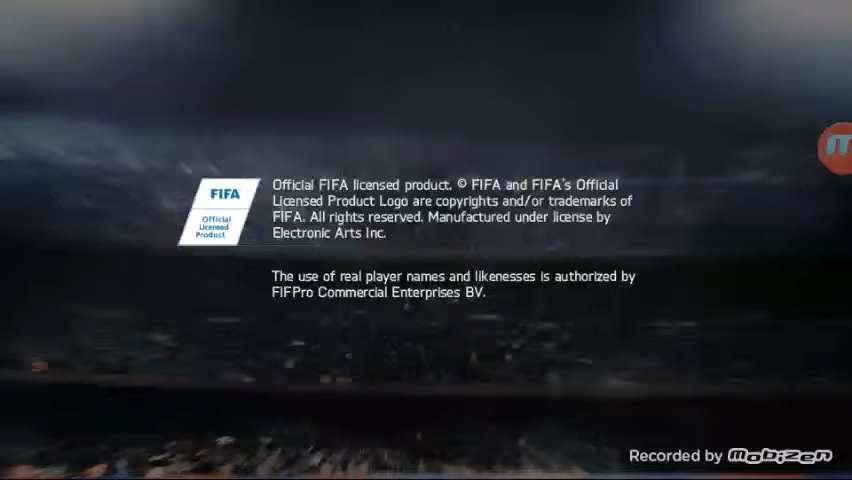 FIFA
Official
Licensed
Product
Official FIFA licensed product. © FIFA and FIFA's Official
Licensed Product Logo are copyrights and/or trademarks of
FIFA. All rights reserved. Manufactured under license by
Electronic Arts Inc.
The use of real player names and likenesses is authorized by
FIFPro Commercial Enterprises BV.
Recorded by Mobizen